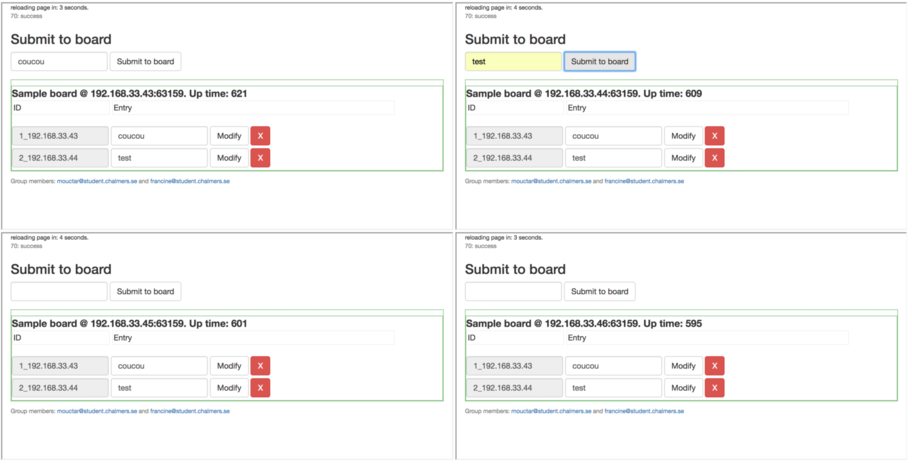 reloading page in: 3 seconds.
70: success
Submit to board
coucou Submit to board
Sample board @ 192.168.33.43:63159. Up time: 621
ID Entry
1_192.168.33.43 coucou Modify X
2_192.168.33.44 test Modify X
Group members: mouctar@student.chalmers.se and francine@student.chalmers.se
reloading page in: 4 seconds.
70: success
Submit to board
test Submit to board
Sample board @ 192.168.33.44:63159. Up time: 609
ID Entry
1_192.168.33.43 coucou Modify X
2_192.168.33.44 test Modify X
Group members: mouctar@student.chalmers.se and francine@student.chalmers.se
reloading page in: 4 seconds.
70: success
Submit to board
Submit to board
Sample board @ 192.168.33.45:63159. Up time: 601
ID Entry
1_192.168.33.43 coucou Modify X
2_192.168.33.44 test Modify X
Group members: mouctar@student.chalmers.se and francine@student.chalmers.se
reloading page in: 3 seconds.
70: success
Submit to board
Submit to board
Sample board @ 192.168.33.46:63159. Up time: 595
ID Entry
1_192.168.33.43 coucou Modify X
2_192.168.33.44 test Modify X
Group members: mouctar@student.chalmers.se and francine@student.chalmers.se